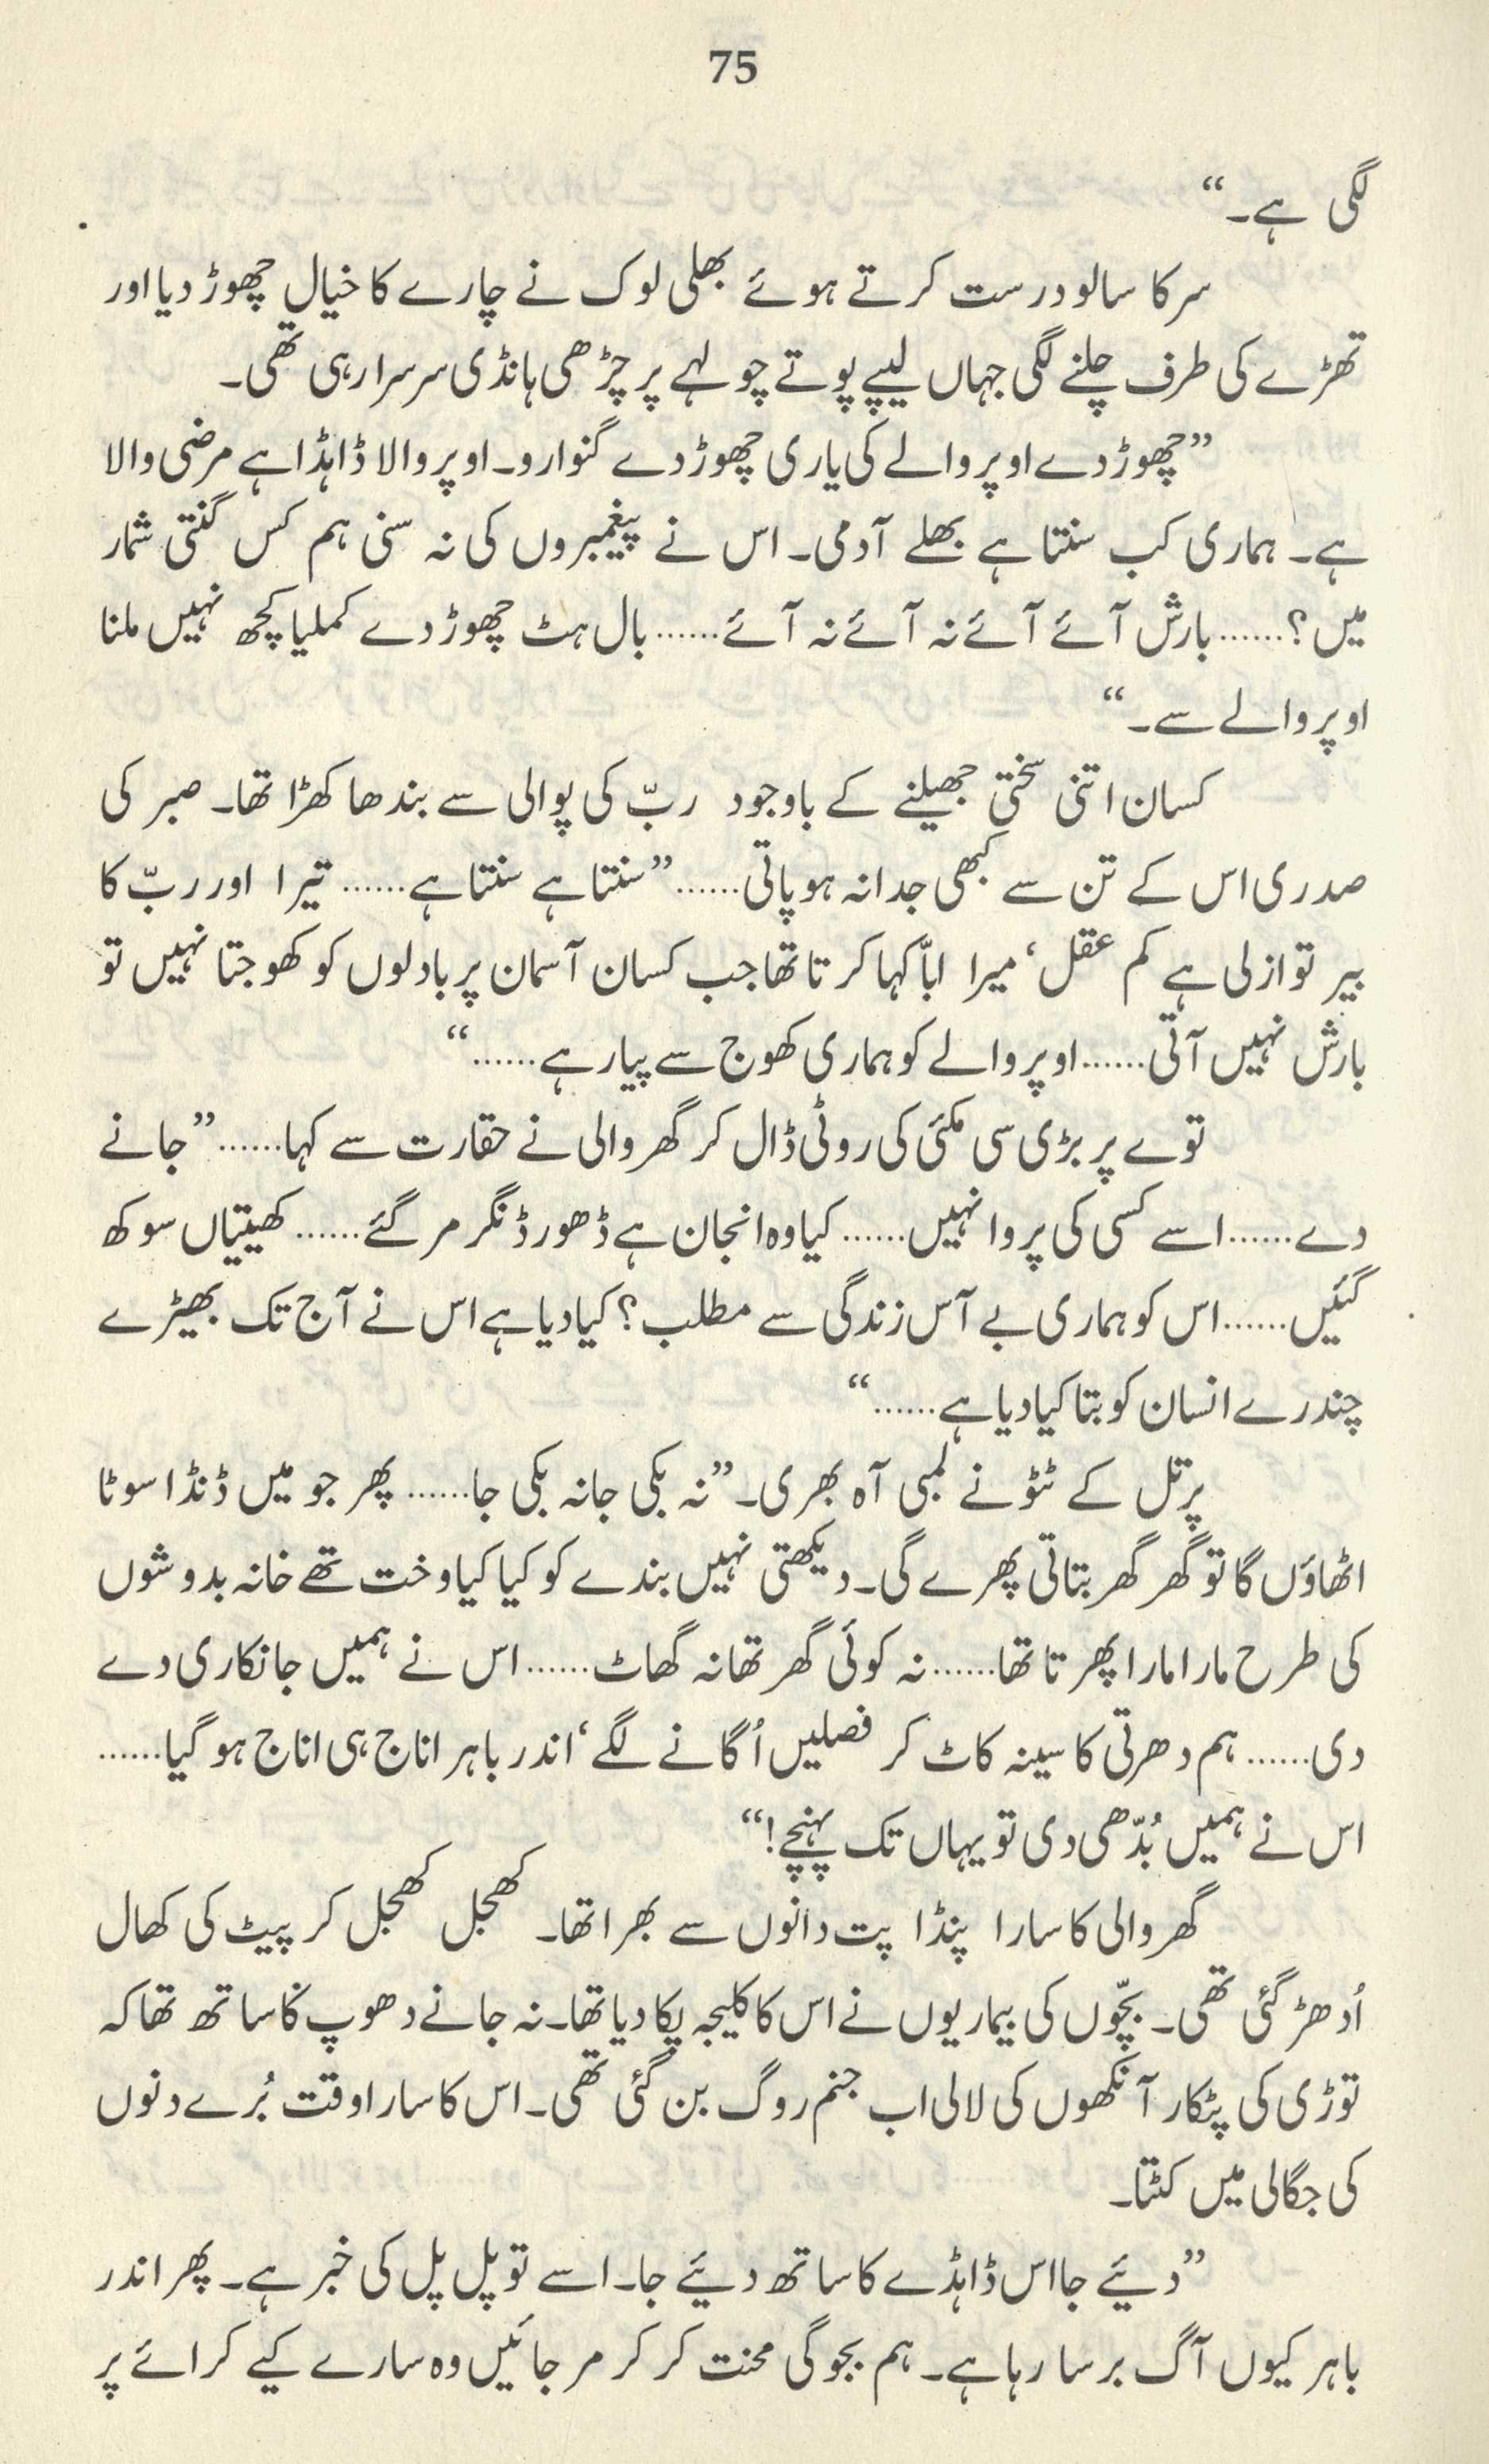 75
لگی ہے۔“
سر کا سالو درست کرتے ہوئے بھلی لوک نے چارے کا خیال چھوڑ دیا اور
تھڑے کی طرف چلنے لگی جہاں لیپے پوتے چولہے پر چڑھی ہانڈی سرسرا رہی تھی۔
”چھوڑ دے اوپر والے کی یاری چھوڑ دے گنوارو۔ اوپر والا ڈاہڈا ہے مرضی والا
ہے۔ ہماری کب سنتا ہے بھلے آدمی۔ اس نے پیغمبروں کی نہ سنی ہم کس گنتی شمار
میں؟...... بارش آئے آئے نہ آئے نہ آئے...... بال ہٹ چھوڑ دے کملیا کچھ نہیں ملنا
اوپر والے سے۔“
کسان اتنی سختی جھیلنے کے باوجود ربّ کی پوالی سے بندھا کھڑا تھا۔ صبر کی
صدری اس کے تن سے کبھی جدا نہ ہو پاتی...... ”سنتا ہے سنتا ہے...... تیرا اور ربّ کا
بیر تو ازلی ہے کم عقل، میرا ابّا کہا کرتا تھا جب کسان آسمان پر بادلوں کو کھوجتا نہیں تو
بارش نہیں آتی...... اوپر والے کو ہماری کھوج سے پیار ہے......“
توے پر بڑی سی مکئی کی روٹی ڈال کر گھر والی نے حقارت سے کہا...... ”جانے
دے...... اسے کسی کی پروا نہیں...... کیا وہ انجان ہے ڈھور ڈنگر مر گئے...... کھیتیاں سوکھ
گئیں...... اس کو ہماری بے آس زندگی سے مطلب؟ کیا دیا ہے اس نے آج تک بھیڑے
چندرے انسان کو بتا کیا دیا ہے......“
پرتل کے ٹٹو نے لمبی آہ بھری۔ ”نہ بکی جا نہ بکی جا...... پھر جو میں ڈنڈا سوٹا
اٹھاؤں گا تو گھر گھر بتاتی پھرے گی۔ دیکھتی نہیں بندے کو کیا کیا وخت تھے خانہ بدوشوں
کی طرح مارا مارا پھرتا تھا...... نہ کوئی گھر تھا نہ گھاٹ...... اس نے ہمیں جانکاری دے
دی...... ہم دھرتی کا سینہ کاٹ کر فصلیں اُگانے لگے، اندر باہر اناج ہی اناج ہو گیا......
اس نے ہمیں بُدّھی دی تو یہاں تک پہنچے!“
گھر والی کا سارا پنڈا پت دانوں سے بھرا تھا۔ کھجل کھجل کر پیٹ کی کھال
اُدھڑ گئی تھی۔ بچّوں کی بیماریوں نے اس کا کلیجہ پکا دیا تھا۔ نہ جانے دھوپ کا ساتھ تھا کہ
توڑی کی پٹکار آنکھوں کی لالی اب جنم روگ بن گئی تھی۔ اس کا سارا وقت بُرے دنوں
کی جگالی میں کٹتا۔
”دیئے جا اس ڈاہڈے کا ساتھ دیئے جا۔ اسے تو پل پل کی خبر ہے۔ پھر اندر
باہر کیوں آگ برسا رہا ہے۔ ہم بجوگی محنت کر کر مر جائیں وہ سارے کیے کرائے پر